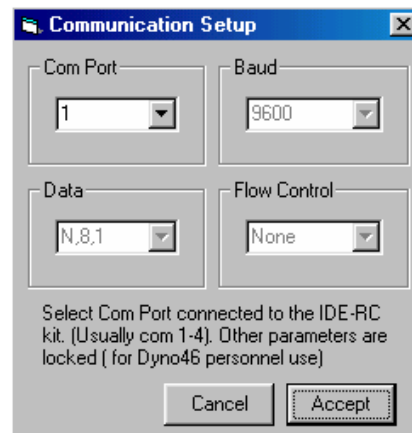 Communication Setup
Com Port
Baud
1
9600
Data
Flow Control
N,8,1
None
Select Com Port connected to the IDE-RC
kit. (Usually com 1-4). Other parameters are
locked ( for Dyno46 personnel use)
Cancel
Accept